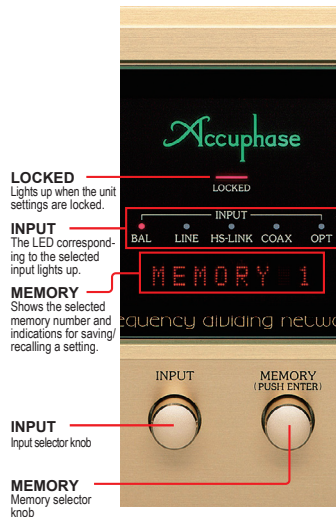 Accuphase
LOCKED
Lights up when the unit
settings are locked.
LOCKED
INPUT
The LED correspond-
ing to the selected
input lights up.
INPUT
BAL LINE HS-LINK COAX OPT
MEMORY
Shows the selected
memory number and
indications for saving/
recalling a setting.
MEMORY 1
equency dividing netwo
INPUT
MEMORY
(PUSH ENTER)
INPUT
Input selector knob
MEMORY
Memory selector
knob